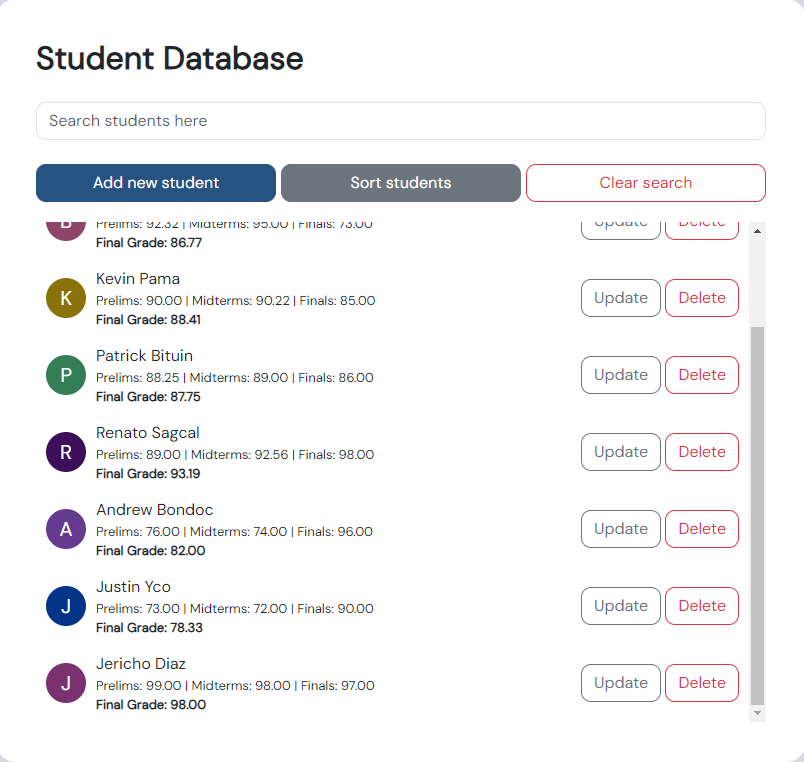 Student Database
Search students here
Add new student Sort students Clear search
B Prelims: 92.32 | Midterms: 95.00 | Finals: 73.00 Update Delete
Final Grade: 86.77
Kevin Pama
K Prelims: 90.00 | Midterms: 90.22 | Finals: 85.00 Update Delete
Final Grade: 88.41
Patrick Bituin
P Prelims: 88.25 | Midterms: 89.00 | Finals: 86.00 Update Delete
Final Grade: 87.75
Renato Sagcal
R Prelims: 89.00 | Midterms: 92.56 | Finals: 98.00 Update Delete
Final Grade: 93.19
Andrew Bondoc
A Prelims: 76.00 | Midterms: 74.00 | Finals: 96.00 Update Delete
Final Grade: 82.00
Justin Yco
J Prelims: 73.00 | Midterms: 72.00 | Finals: 90.00 Update Delete
Final Grade: 78.33
Jericho Diaz
J Prelims: 99.00 | Midterms: 98.00 | Finals: 97.00 Update Delete
Final Grade: 98.00